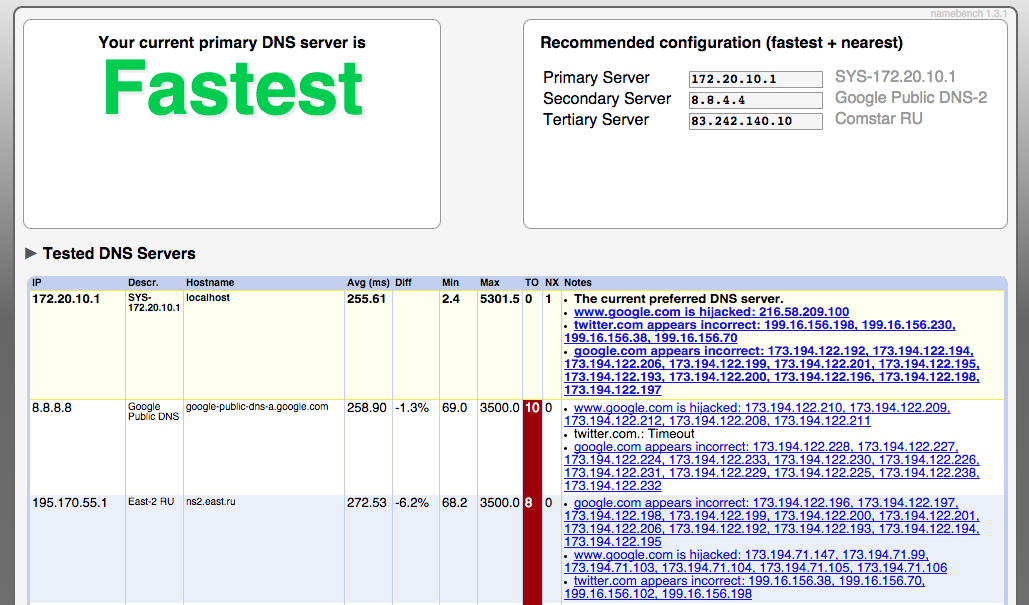 namebench 1.3.1
Your current primary DNS server is
Fastest
Recommended configuration (fastest + nearest)
Primary Server 172.20.10.1 SYS-172.20.10.1
Secondary Server 8.8.4.4 Google Public DNS-2
Tertiary Server 83.242.140.10 Comstar RU
▶ Tested DNS Servers
IP Descr. Hostname Avg (ms) Diff Min Max TO NX Notes
172.20.10.1 SYS-172.20.10.1 localhost 255.61 2.4 5301.5 0 1 • The current preferred DNS server.
• www.google.com is hijacked: 216.58.209.100
• twitter.com appears incorrect: 199.16.156.198, 199.16.156.230,
199.16.156.38, 199.16.156.70
• google.com appears incorrect: 173.194.122.192, 173.194.122.194,
173.194.122.206, 173.194.122.199, 173.194.122.201, 173.194.122.195,
173.194.122.193, 173.194.122.200, 173.194.122.196, 173.194.122.198,
173.194.122.197
8.8.8.8 Google Public DNS google-public-dns-a.google.com 258.90 -1.3% 69.0 3500.0 10 0 • www.google.com is hijacked: 173.194.122.210, 173.194.122.209,
173.194.122.212, 173.194.122.208, 173.194.122.211
• twitter.com.: Timeout
• google.com appears incorrect: 173.194.122.228, 173.194.122.227,
173.194.122.224, 173.194.122.233, 173.194.122.230, 173.194.122.226,
173.194.122.231, 173.194.122.229, 173.194.122.225, 173.194.122.238,
173.194.122.232
195.170.55.1 East-2 RU ns2.east.ru 272.53 -6.2% 68.2 3500.0 8 0 • google.com appears incorrect: 173.194.122.196, 173.194.122.197,
173.194.122.198, 173.194.122.199, 173.194.122.200, 173.194.122.201,
173.194.122.206, 173.194.122.192, 173.194.122.193, 173.194.122.194,
173.194.122.195
• www.google.com is hijacked: 173.194.71.147, 173.194.71.99,
173.194.71.103, 173.194.71.104, 173.194.71.105, 173.194.71.106
• twitter.com appears incorrect: 199.16.156.38, 199.16.156.70,
199.16.156.102, 199.16.156.198